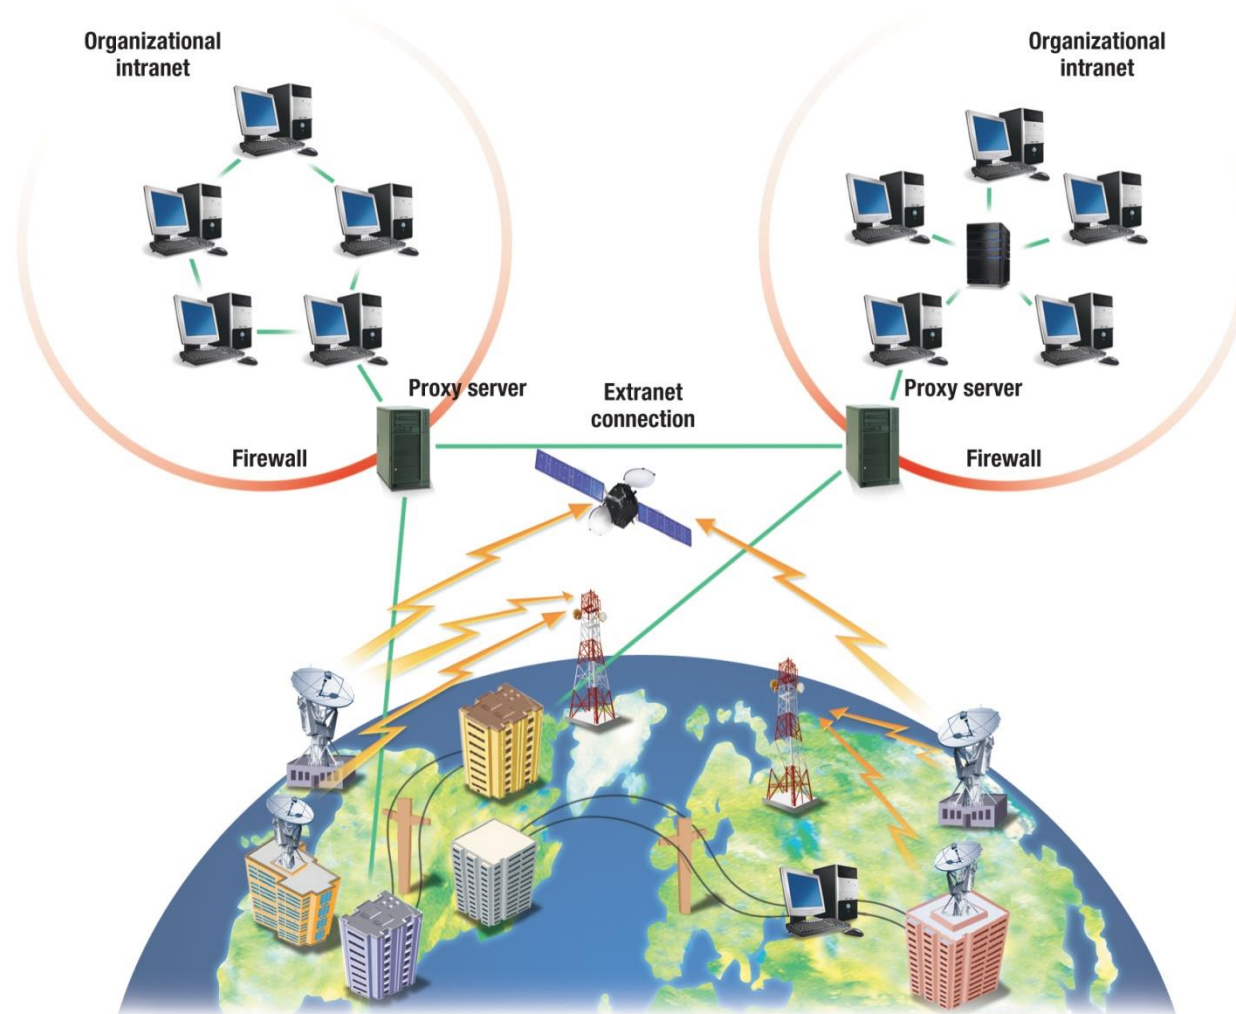 Organizational
intranet
Organizational
intranet
Proxy server
Extranet
connection
Proxy server
Firewall
Firewall